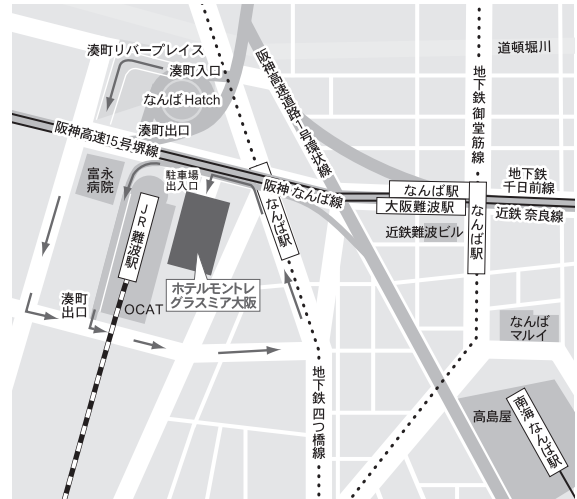 道頓堀川
湊町リバープレイス
湊町入口
なんばHatch
湊町出口
阪神高速15号堺線
阪神高速道路1号環状線
地下鉄御堂筋線
地下鉄
千日前線
近鉄 奈良線
なんば駅
大阪難波駅
阪神 なんば線
なんば駅
なんば駅
近鉄難波ビル
富永
病院
駐車場
出入口
JR難波駅
ホテルモントレ
グラスミア大阪
湊町
出口
OCAT
地下鉄 四つ橋線
なんば
マルイ
高島屋
南海 なんば駅